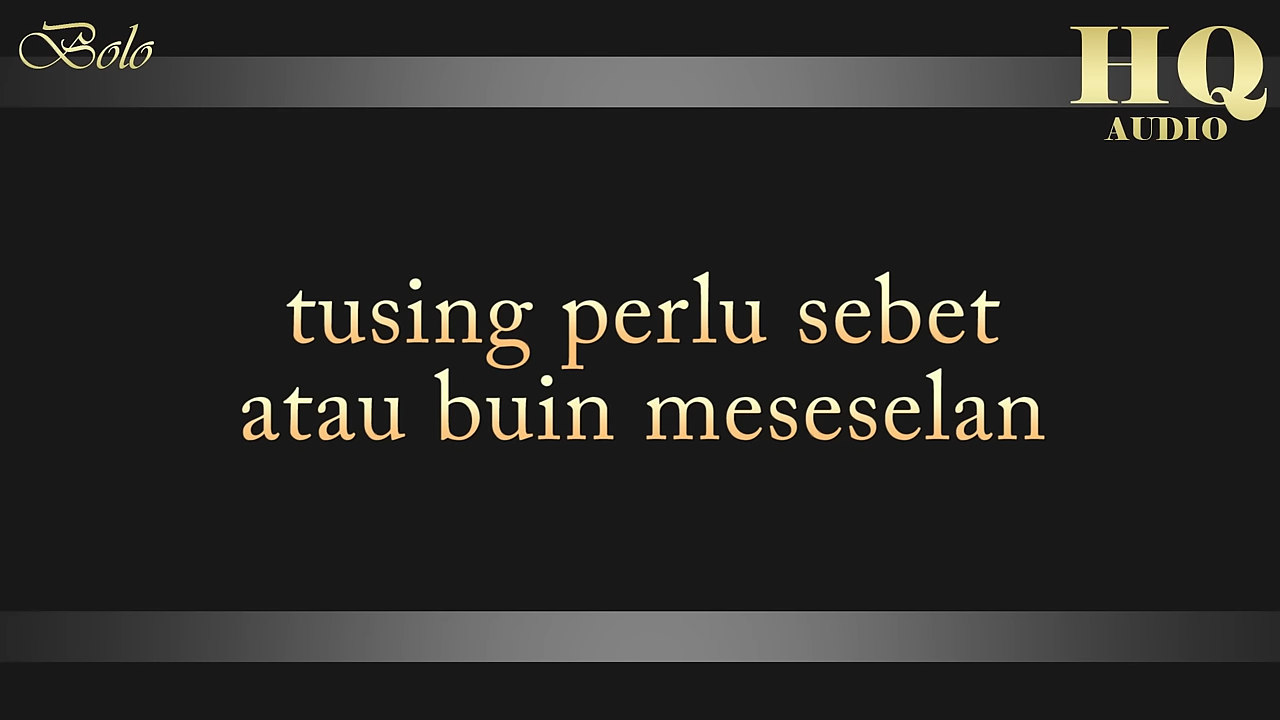 Bolo
HQ
AUDIO
tusing perlu sebet
atau buin meseselan